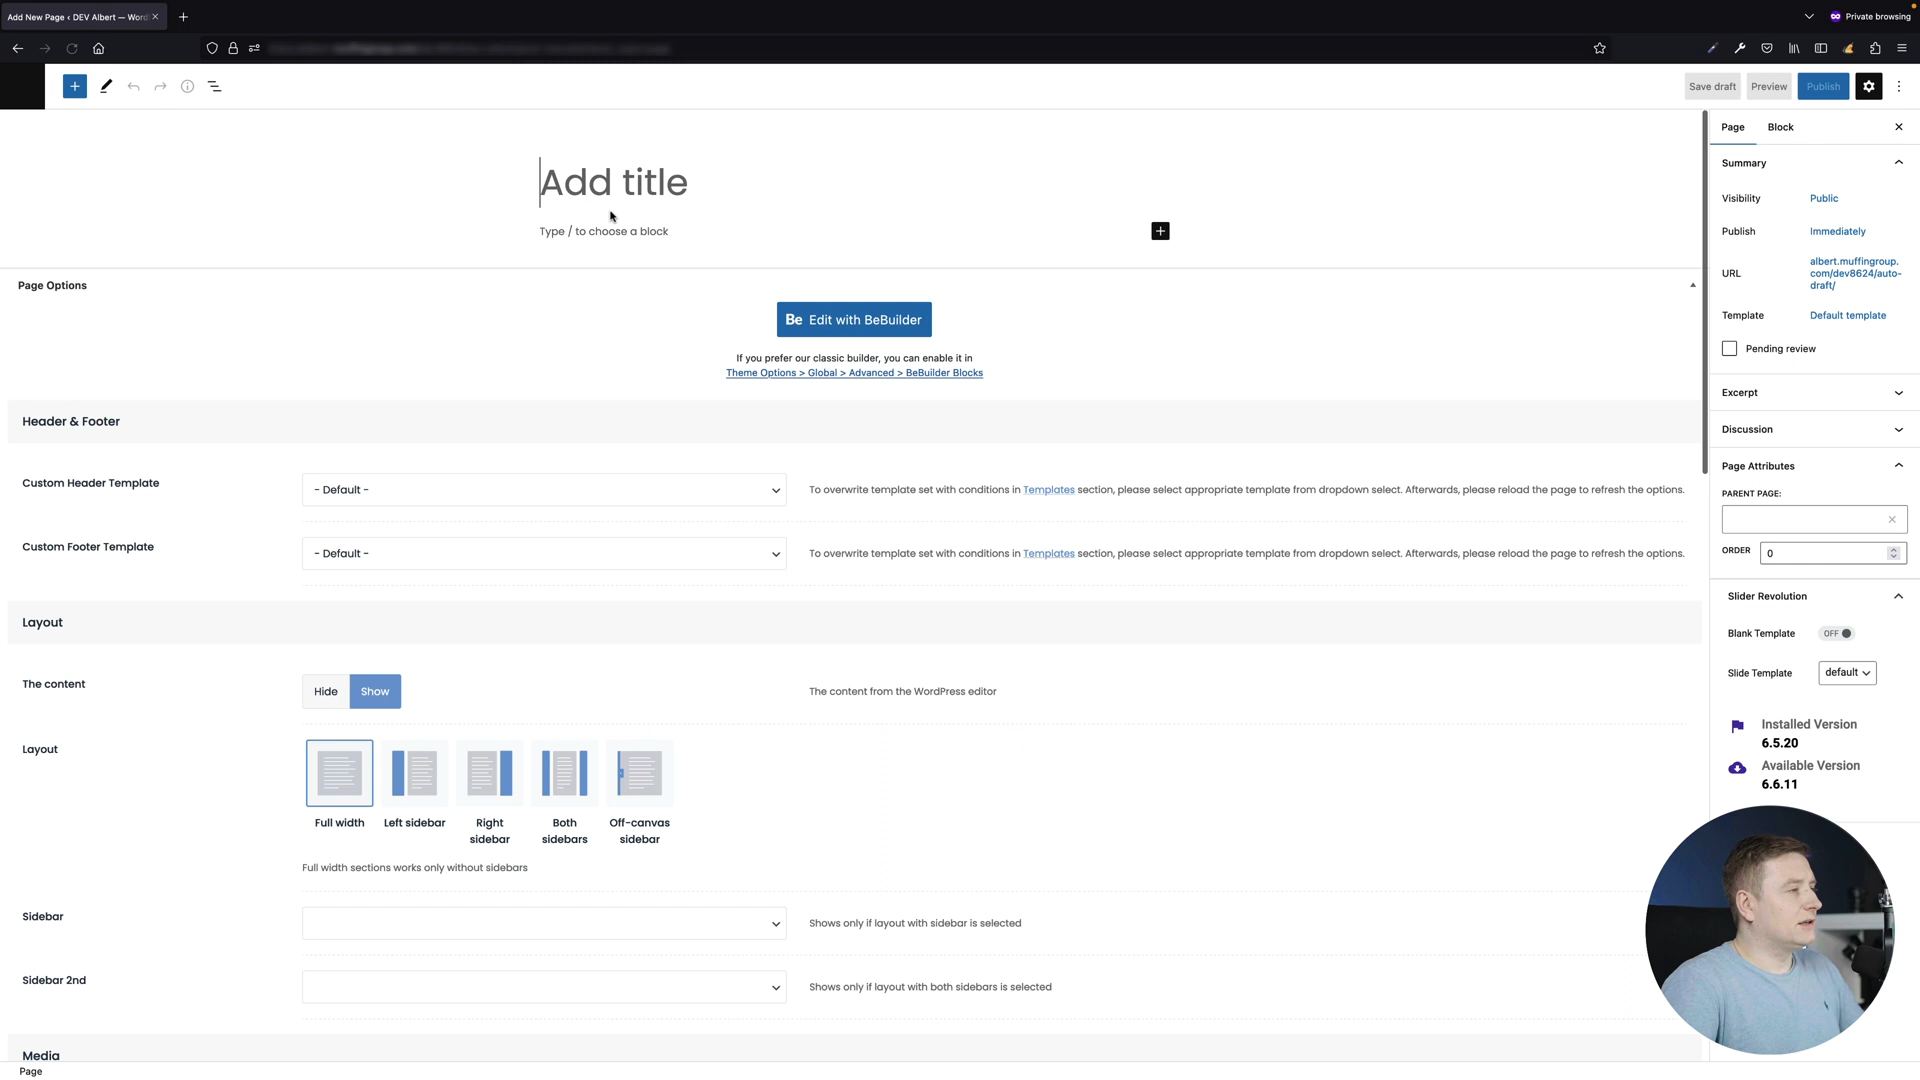 Add New Page ‹ DEV Albert — Word
Private browsing
Save draft
Preview
Publish
Page
Block
Add title
Type / to choose a block
Summary
Visibility
Public
Publish
Immediately
URL
albert.muffingroup.
com/dev8624/auto-
draft/
Template
Default template
Pending review
Page Options
Be Edit with BeBuilder
If you prefer our classic builder, you can enable it in
Theme Options > Global > Advanced > BeBuilder Blocks
Excerpt
Discussion
Page Attributes
PARENT PAGE:
ORDER
0
Header & Footer
Custom Header Template
- Default -
To overwrite template set with conditions in Templates section, please select appropriate template from dropdown select. Afterwards, please reload the page to refresh the options.
Custom Footer Template
- Default -
To overwrite template set with conditions in Templates section, please select appropriate template from dropdown select. Afterwards, please reload the page to refresh the options.
Slider Revolution
Blank Template
OFF
Slide Template
default
Installed Version
6.5.20
Available Version
6.6.11
Layout
The content
Hide
Show
The content from the WordPress editor
Layout
Full width
Left sidebar
Right
sidebar
Both
sidebars
Off-canvas
sidebar
Full width sections works only without sidebars
Sidebar
Shows only if layout with sidebar is selected
Sidebar 2nd
Shows only if layout with both sidebars is selected
Media
Page